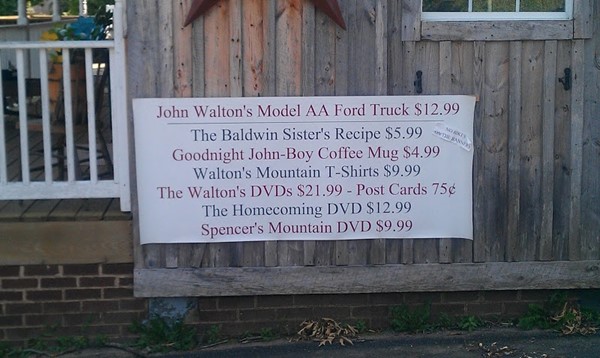 John Walton's Model AA Ford Truck $12.99
The Baldwin Sister's Recipe $5.99
Goodnight John-Boy Coffee Mug $4.99
Walton's Mountain T-Shirts $9.99
The Walton's DVDs $21.99 - Post Cards 75¢
The Homecoming DVD $12.99
Spencer's Mountain DVD $9.99